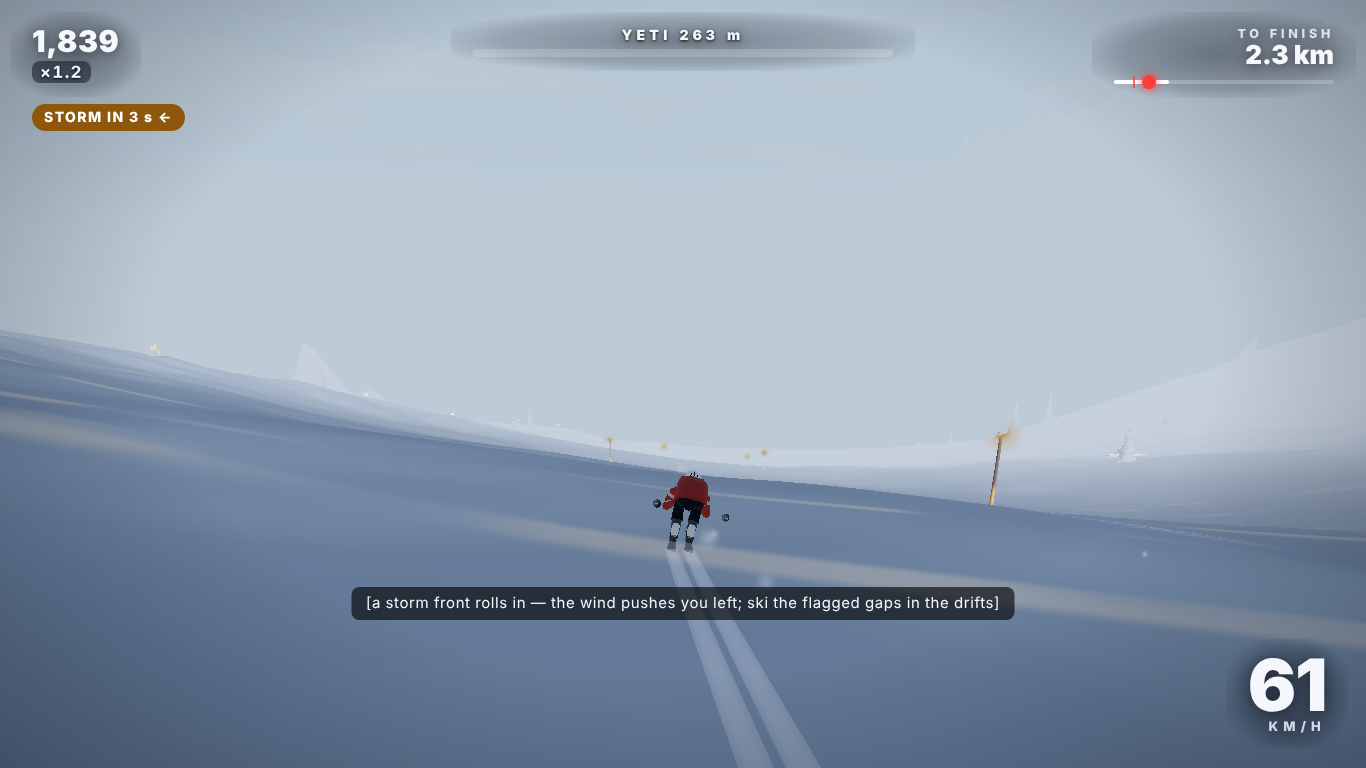 1,839
×1.2
STORM IN 3 s ←
YETI 263 m
TO FINISH
2.3 km
[a storm front rolls in — the wind pushes you left; ski the flagged gaps in the drifts]
61
KM/H